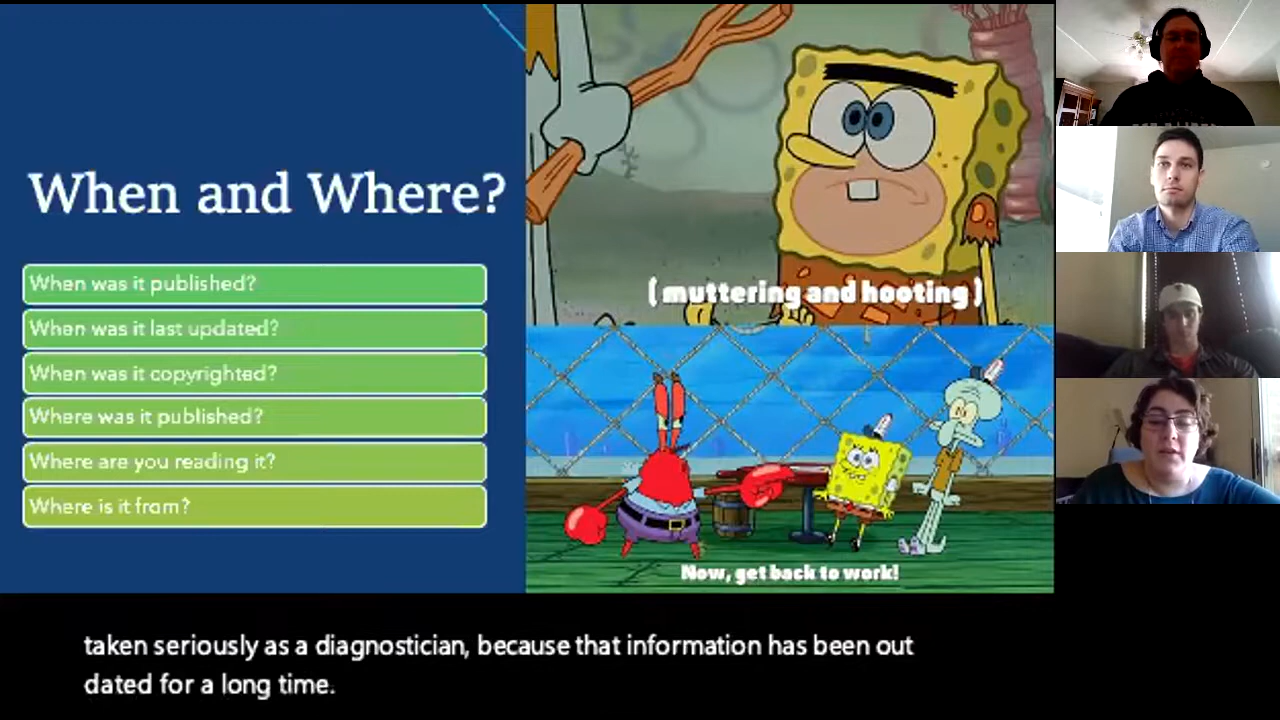 When and Where?
When was it published?
When was it last updated?
When was it copyrighted?
Where was it published?
Where are you reading it?
Where is it from?
(muttering and hooting)
Now, get back to work!
taken seriously as a diagnostician, because that information has been out
dated for a long time.